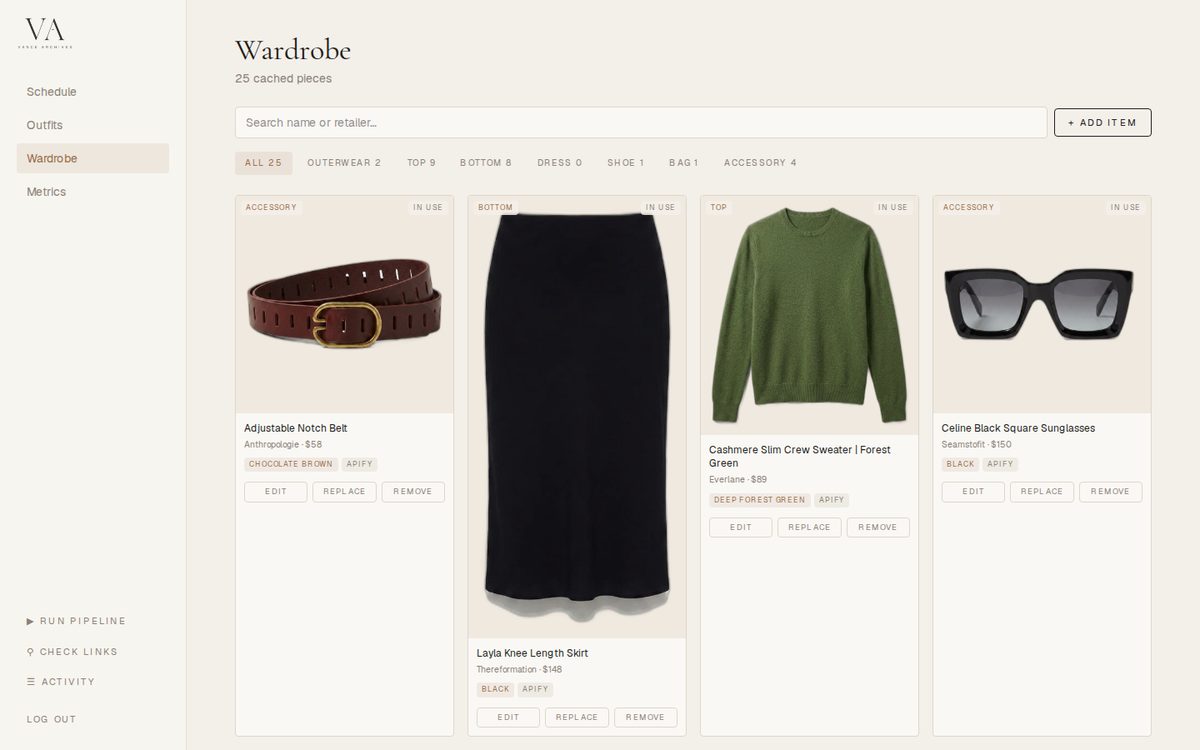 VA
VANCE ARCHIVES
Schedule
Outfits
Wardrobe
Metrics
▶ RUN PIPELINE
⚲ CHECK LINKS
☰ ACTIVITY
LOG OUT
Wardrobe
25 cached pieces
Search name or retailer…
+ ADD ITEM
ALL 25 OUTERWEAR 2 TOP 9 BOTTOM 8 DRESS 0 SHOE 1 BAG 1 ACCESSORY 4
ACCESSORY IN USE
Adjustable Notch Belt
Anthropologie · $58
CHOCOLATE BROWN APIFY
EDIT REPLACE REMOVE
BOTTOM IN USE
Layla Knee Length Skirt
Thereformation · $148
BLACK APIFY
EDIT REPLACE REMOVE
TOP IN USE
Cashmere Slim Crew Sweater | Forest
Green
Everlane · $89
DEEP FOREST GREEN APIFY
EDIT REPLACE REMOVE
ACCESSORY IN USE
Celine Black Square Sunglasses
Seamstofit · $150
BLACK APIFY
EDIT REPLACE REMOVE